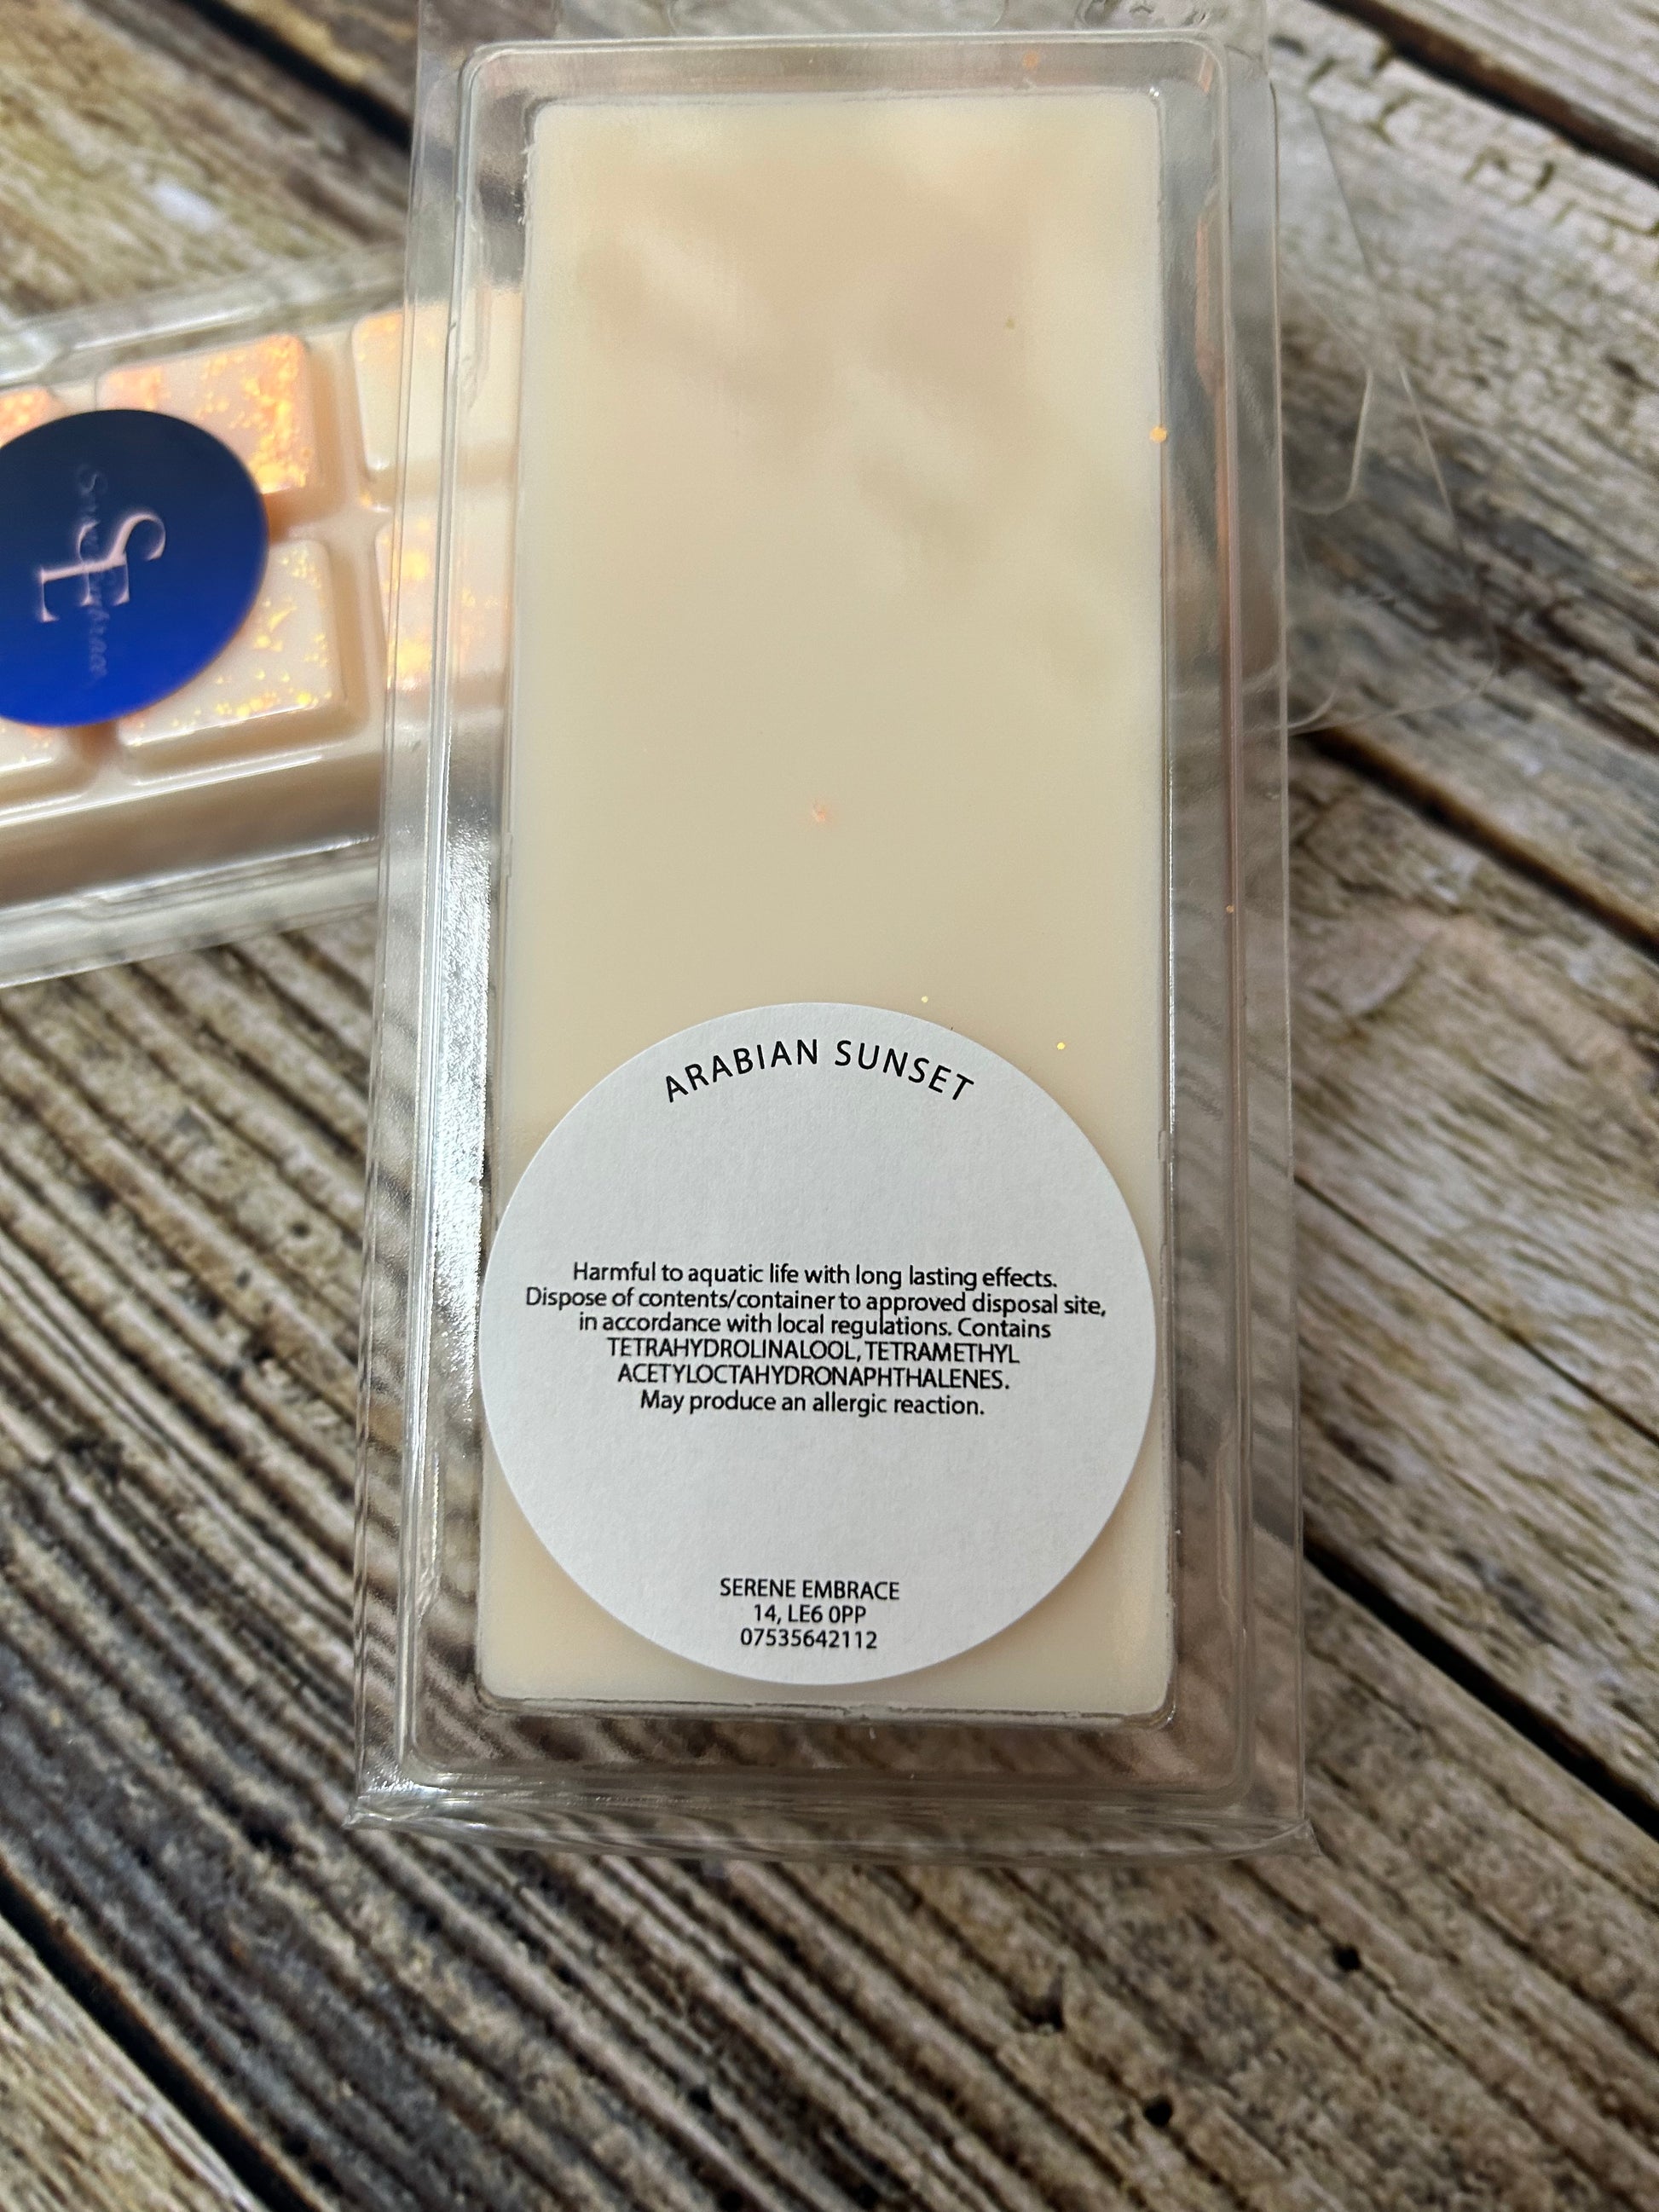 SE
Serene Embrace
ARABIAN SUNSET
Harmful to aquatic life with long lasting effects.
Dispose of contents/container to approved disposal site,
in accordance with local regulations. Contains
TETRAHYDROLINALOOL, TETRAMETHYL
ACETYLOCTAHYDRONAPHTHALENES.
May produce an allergic reaction.
SERENE EMBRACE
14, LE6 0PP
07535642112